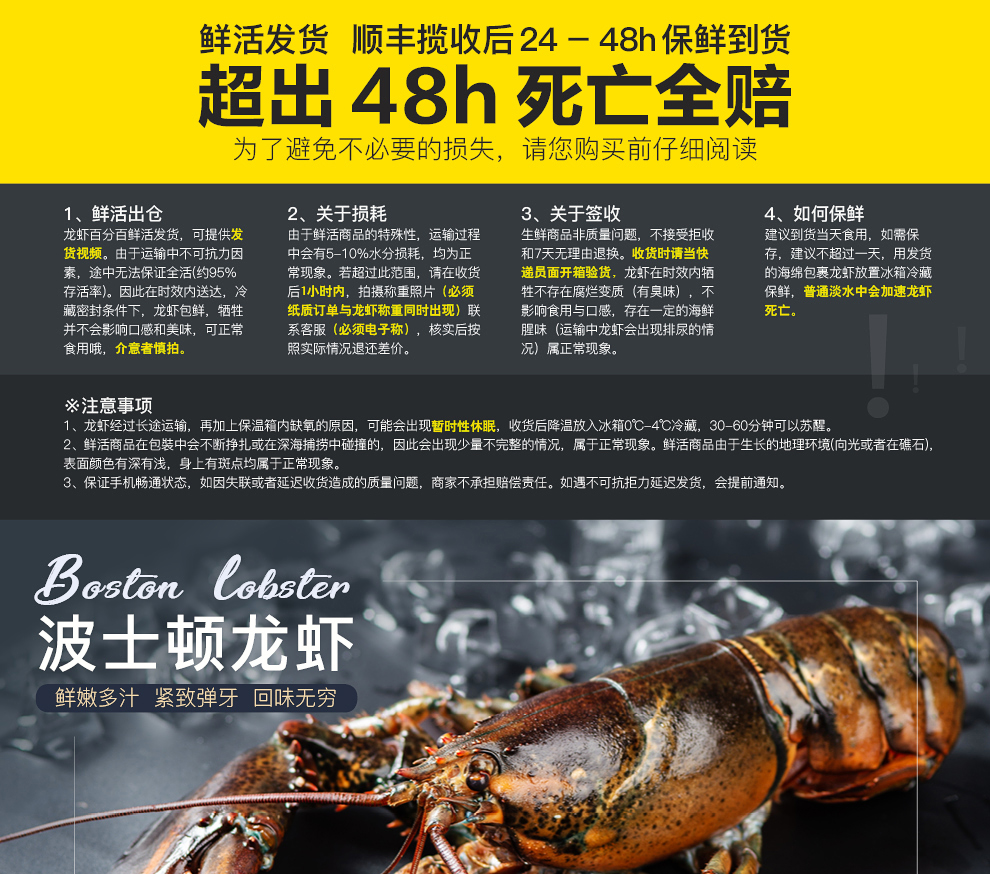 鲜活发货 顺丰揽收后24－48h保鲜到货
超出48h死亡全赔
为了避免不必要的损失，请您购买前仔细阅读
1、鲜活出仓
龙虾百分百鲜活发货，可提供发
货视频。由于运输中不可抗力因
素，途中无法保证全活(约95%
存活率)。因此在时效内送达，冷
藏密封条件下，龙虾包鲜，牺牲
并不会影响口感和美味，可正常
食用哦，介意者慎拍。
2、关于损耗
由于鲜活商品的特殊性，运输过程
中会有5-10%水分损耗，均为正
常现象。若超过此范围，请在收货
后1小时内，拍摄称重照片（必须
纸质订单与龙虾称重同时出现）联
系客服（必须电子称），核实后按
照实际情况退还差价。
3、关于签收
生鲜商品非质量问题，不接受拒收
和7天无理由退换。收货时请当快
递员面开箱验货，龙虾在时效内牺
牲不存在腐烂变质（有臭味），不
影响食用与口感，存在一定的海鲜
腥味（运输中龙虾会出现排尿的情
况）属正常现象。
4、如何保鲜
建议到货当天食用，如需保
存，建议不超过一天，用发货
的海绵包裹龙虾放置冰箱冷藏
保鲜，普通淡水中会加速龙虾
死亡。
※注意事项
1、龙虾经过长途运输，再加上保温箱内缺氧的原因，可能会出现暂时性休眠，收货后降温放入冰箱0℃-4℃冷藏，30-60分钟可以苏醒。
2、鲜活商品在包裝中会不断挣扎或在深海捕捞中碰撞的，因此会出现少量不完整的情况，属于正常现象。鲜活商品由于生长的地理环境(向光或者在礁石)，
表面颜色有深有浅，身上有斑点均属于正常现象。
3、保证手机畅通状态，如因失联或者延迟收货造成的质量问题，商家不承担赔偿责任。如遇不可抗拒力延迟发货，会提前通知。
Boston Lobster
波士顿龙虾
鲜嫩多汁 紧致弹牙 回味无穷